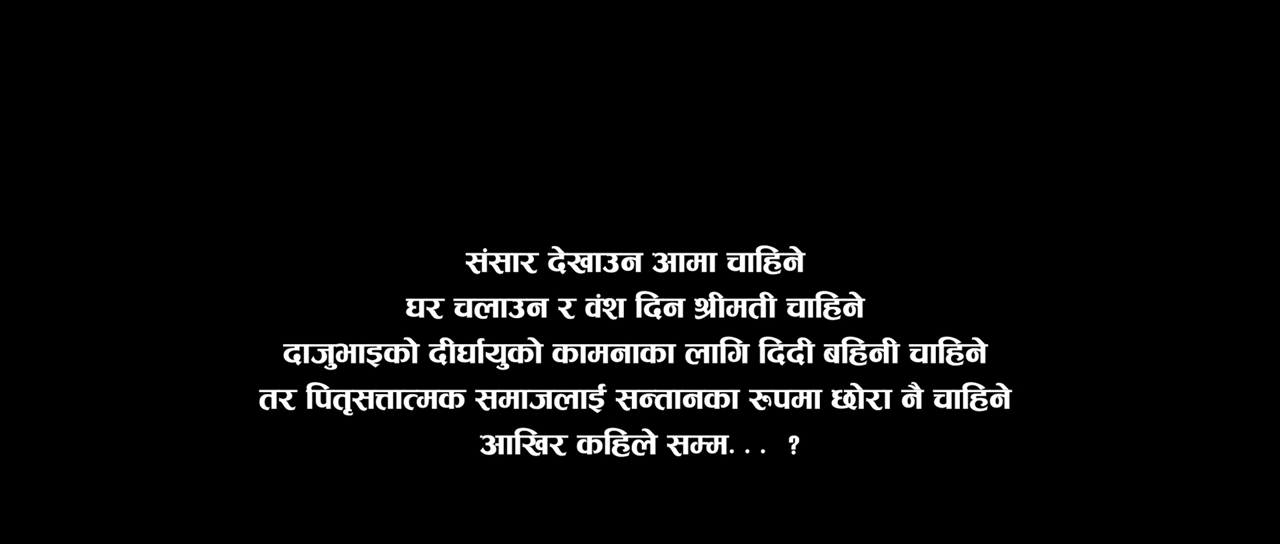 संसार देखाउन आमा चाहिने
घर चलाउन र वंश दिन श्रीमती चाहिने
दाजुभाइको दीर्घायुको कामनाका लागि दिदी बहिनी चाहिने
तर पितृसत्तात्मक समाजलाई सन्तानका रुपमा छोरा नै चाहिने
आखिर कहिले सम्म... ?